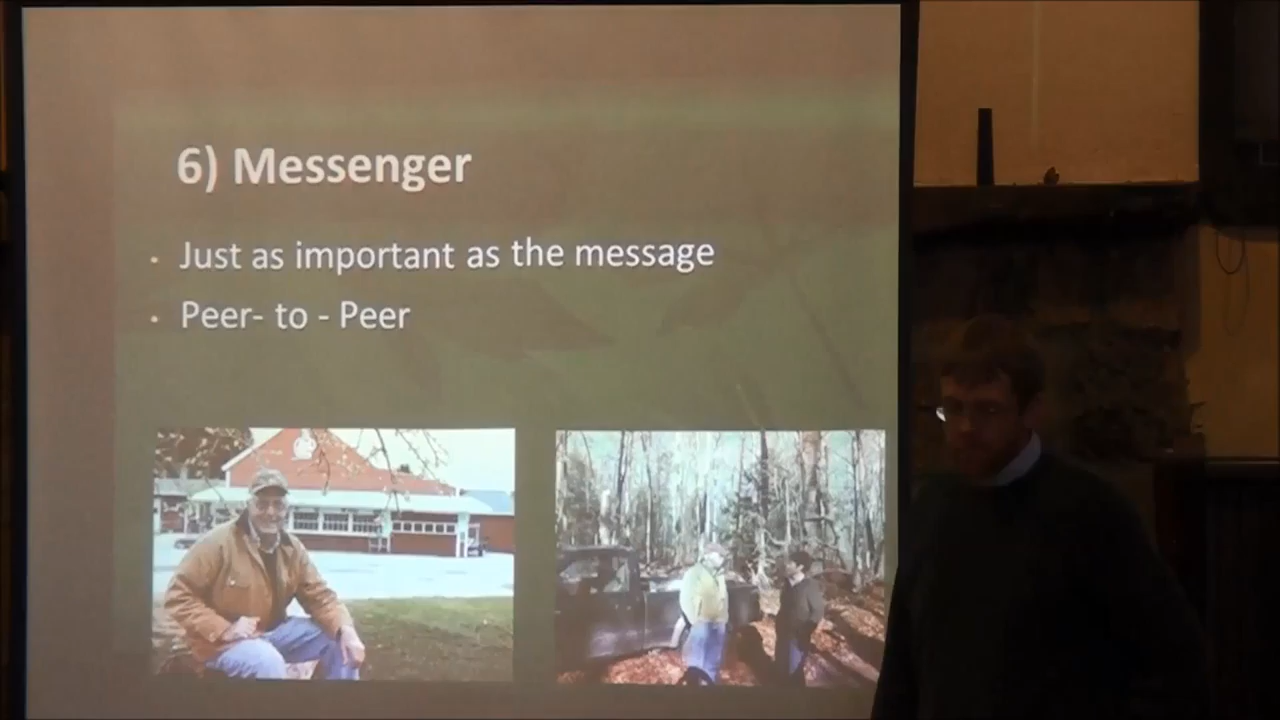 6) Messenger
• Just as important as the message
• Peer- to - Peer